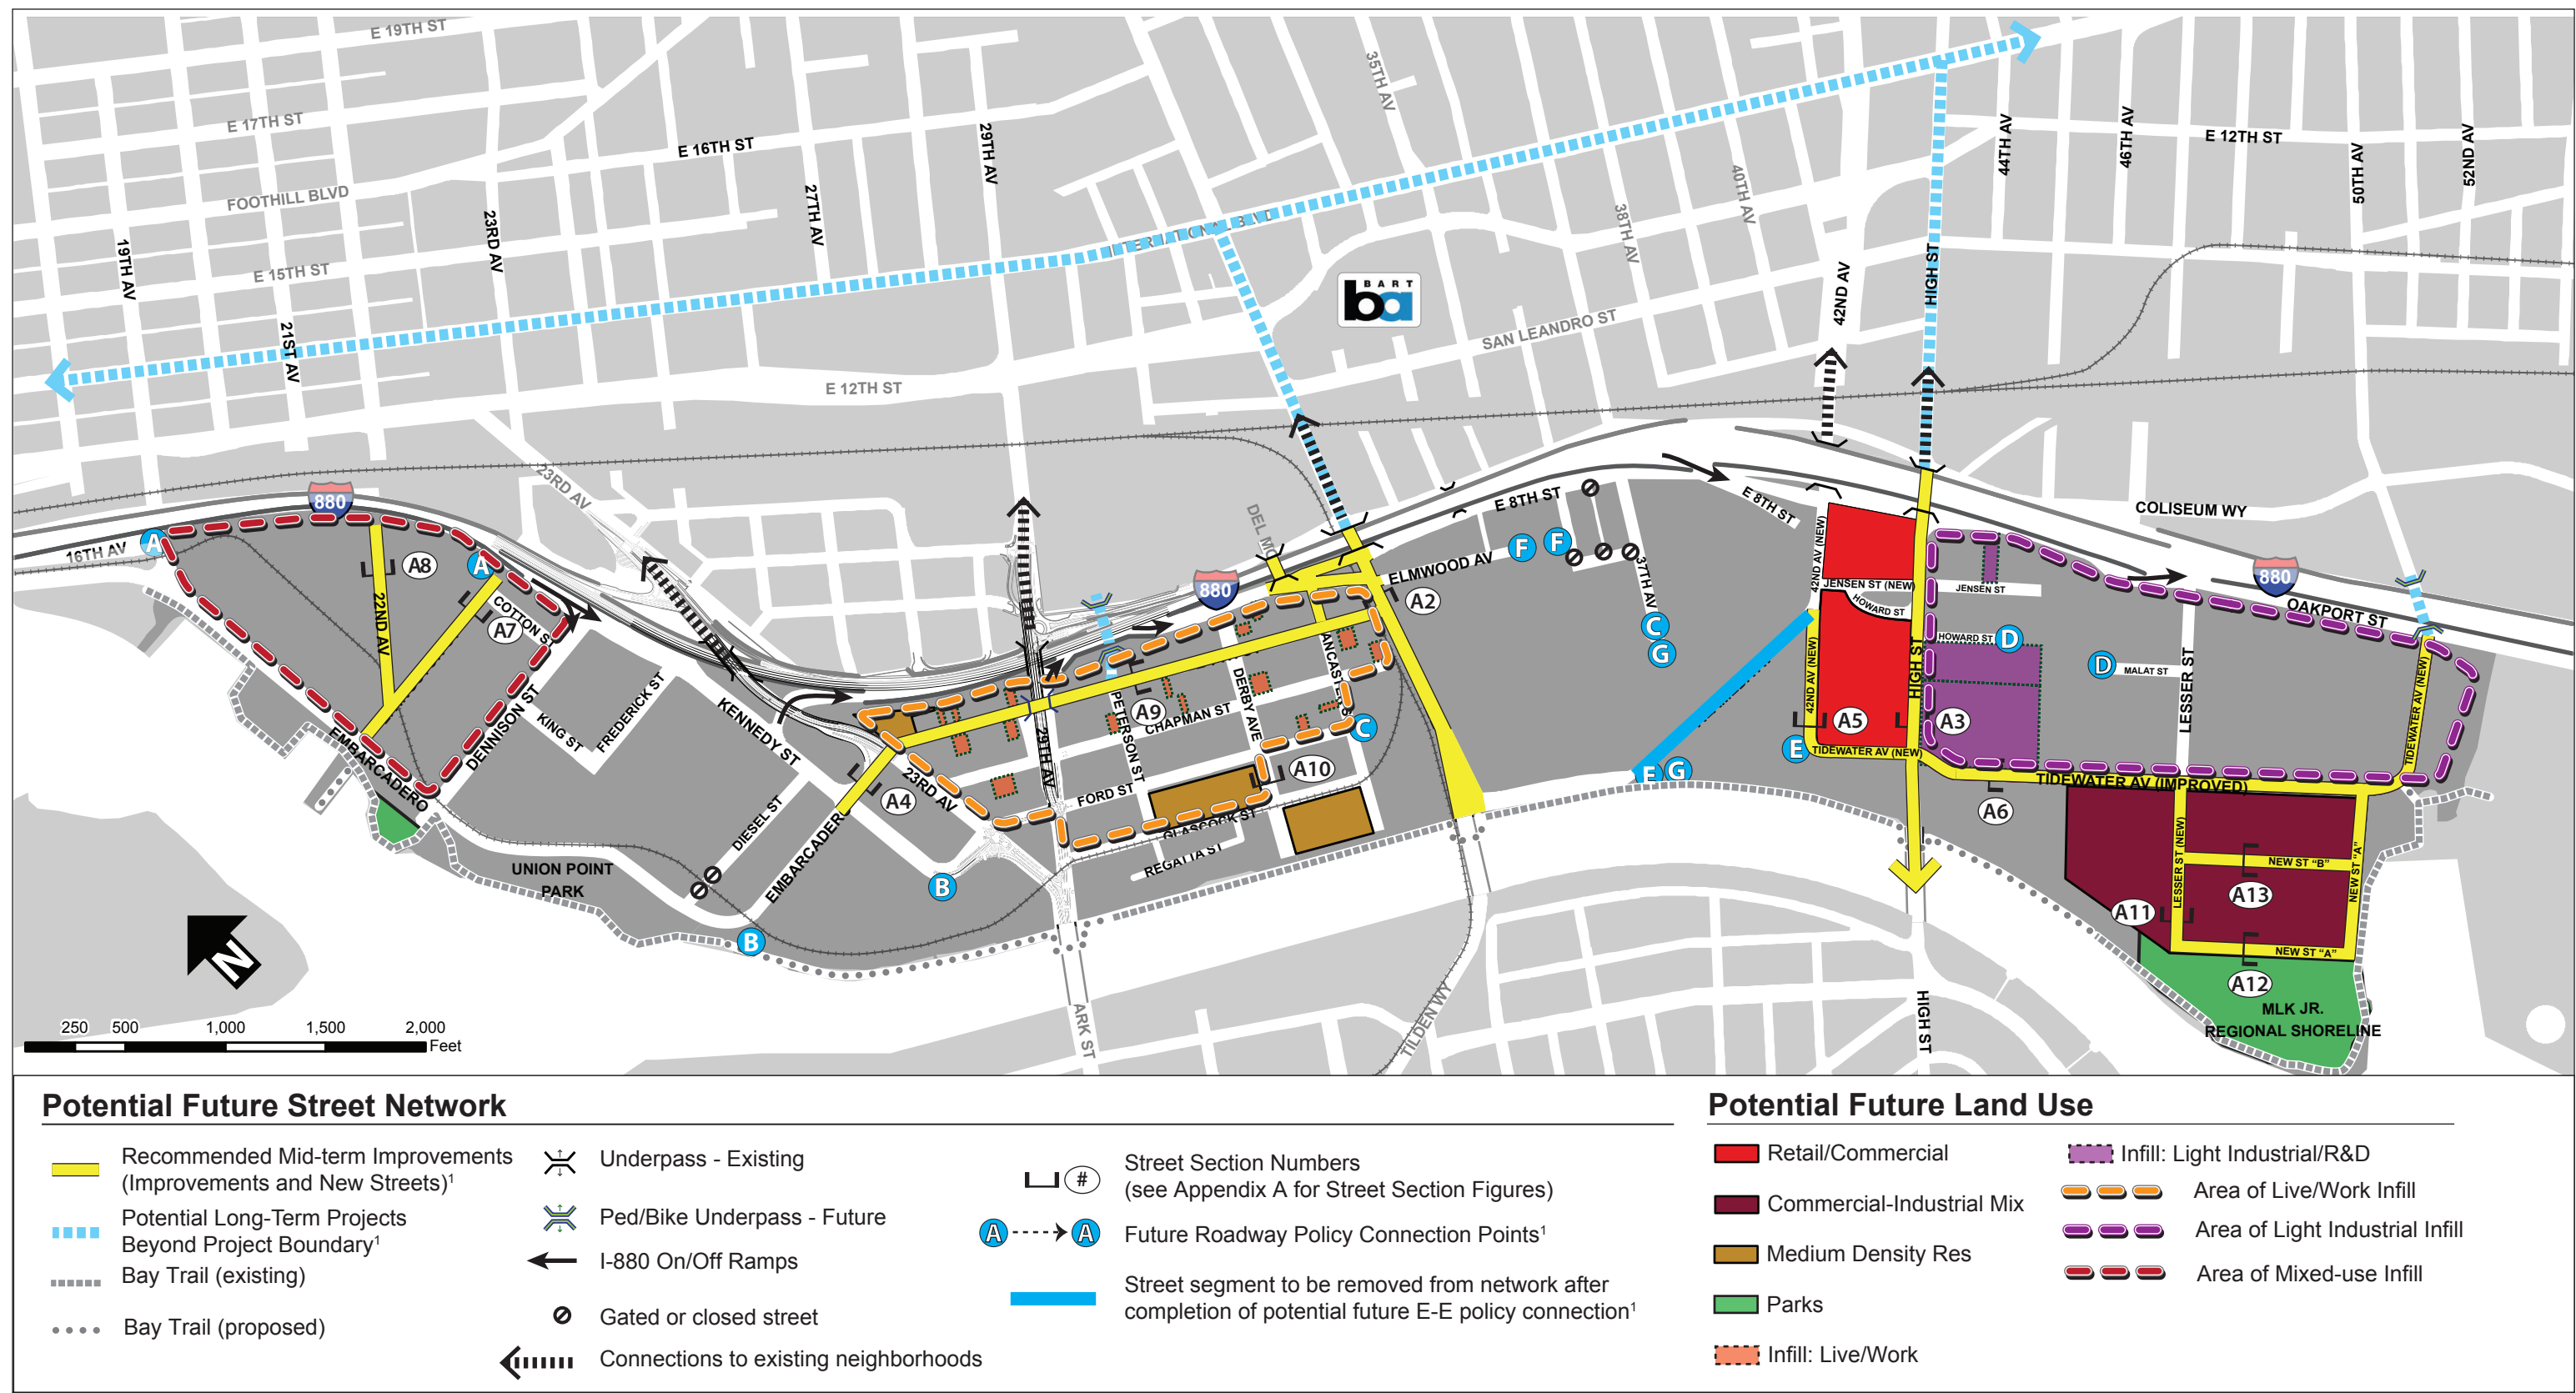 E 19TH ST
E 17TH ST
E 16TH ST
FOOTHILL BLVD
E 15TH ST
19TH AV
21ST AV
23RD AV
27TH AV
29TH AV
35TH AV
38TH AV
40TH AV
42ND AV
HIGH ST
44TH AV
46TH AV
E 12TH ST
50TH AV
52ND AV
INTERNATIONAL BLVD
BART
ba
SAN LEANDRO ST
E 12TH ST
23RD AV
880
16TH AV
A
A8
A
22ND AV
COTTON S
A7
KING ST
FREDERICK ST
DENNISON ST
EMBARCADERO
KENNEDY ST
DIESEL ST
EMBARCADER
UNION POINT
PARK
A4
23RD AV
B
B
DEL MO
880
E 8TH ST
ELMWOOD AV
A2
F
F
37TH AV
C
G
E 8TH ST
29TH AV
PETERSON ST
A9
CHAPMAN ST
DERBY AVE
C
A10
FORD ST
GLASCOCK ST
REGATTA ST
ARK ST
TILDEN WY
E
G
E
42ND AV (NEW)
JENSEN ST (NEW)
HOWARD ST
42ND AV (NEW)
A5
HIGH ST
A3
TIDEWATER AV (NEW)
JENSEN ST
HOWARD ST
D
D
MALAT ST
LESSER ST
COLISEUM WY
880
OAKPORT ST
TIDEWATER AV (NEW)
TIDEWATER AV (IMPROVED)
A6
LESSER ST (NEW)
NEW ST "B"
NEW ST "A"
A13
A11
NEW ST "A"
A12
MLK JR.
REGIONAL SHORELINE
HIGH ST
N
250 500 1,000 1,500 2,000
Feet
Potential Future Street Network
Recommended Mid-term Improvements
(Improvements and New Streets)1
Potential Long-Term Projects
Beyond Project Boundary1
Bay Trail (existing)
Bay Trail (proposed)
Underpass - Existing
Ped/Bike Underpass - Future
I-880 On/Off Ramps
Gated or closed street
Connections to existing neighborhoods
#
Street Section Numbers
(see Appendix A for Street Section Figures)
A A
Future Roadway Policy Connection Points1
Street segment to be removed from network after
completion of potential future E-E policy connection1
Potential Future Land Use
Retail/Commercial
Commercial-Industrial Mix
Medium Density Res
Parks
Infill: Live/Work
Infill: Light Industrial/R&D
Area of Live/Work Infill
Area of Light Industrial Infill
Area of Mixed-use Infill